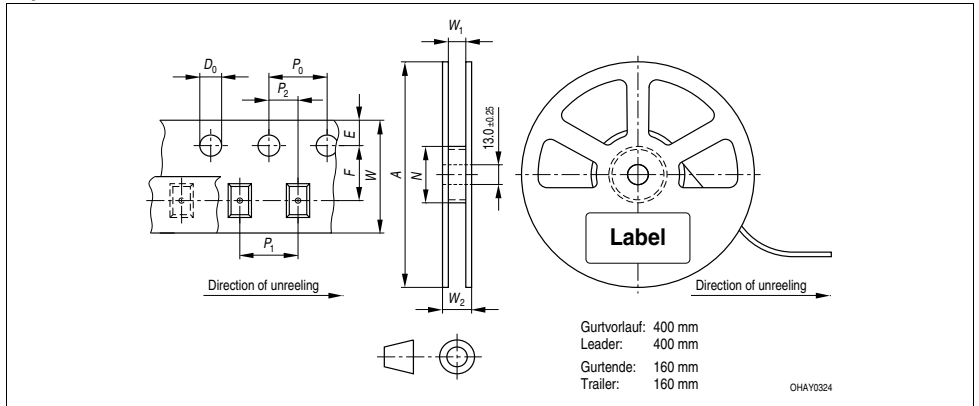 D0
P0
P2
E
F
W
P1
Direction of unreeling
W1
A
N
13.0 ±0.25
W2
Label
Direction of unreeling
Gurtvorlauf: 400 mm
Leader: 400 mm
Gurtende: 160 mm
Trailer: 160 mm
OHAY0324